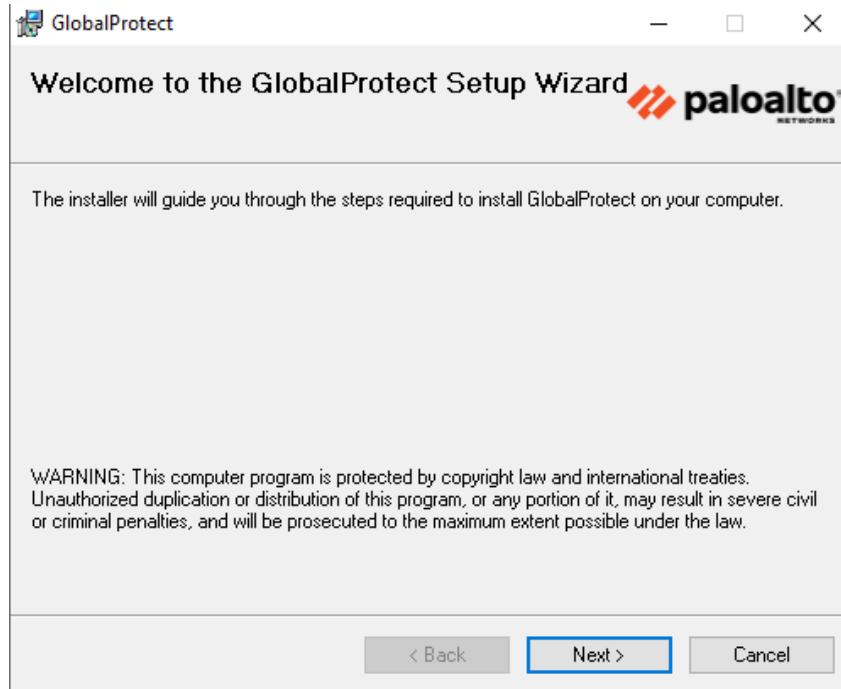 GlobalProtect
Welcome to the GlobalProtect Setup Wizard
paloalto
NETWORKS
The installer will guide you through the steps required to install GlobalProtect on your computer.
WARNING: This computer program is protected by copyright law and international treaties.
Unauthorized duplication or distribution of this program, or any portion of it, may result in severe civil
or criminal penalties, and will be prosecuted to the maximum extent possible under the law.
< Back
Next >
Cancel